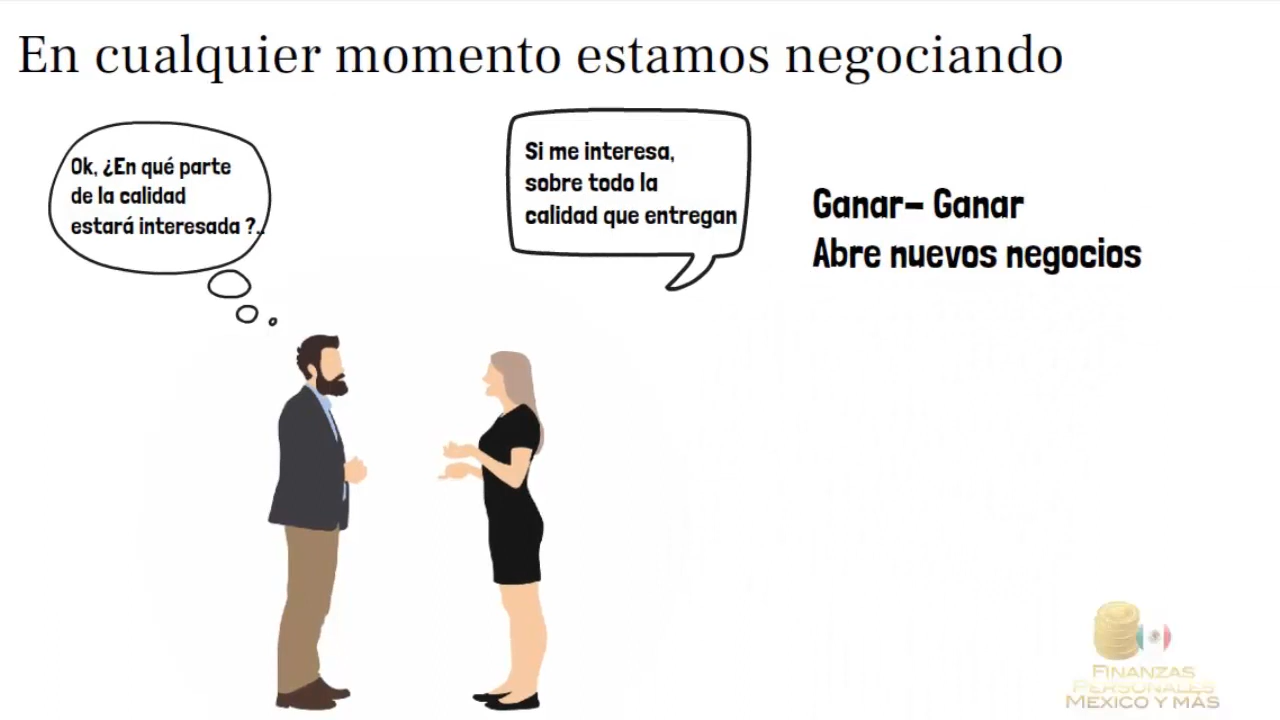 En cualquier momento estamos negociando
Ok, ¿En qué parte
de la calidad
estará interesada ?..
Si me interesa,
sobre todo la
calidad que entregan
Ganar- Ganar
Abre nuevos negocios
FINANZAS
PERSONALES
MEXICO Y MAS